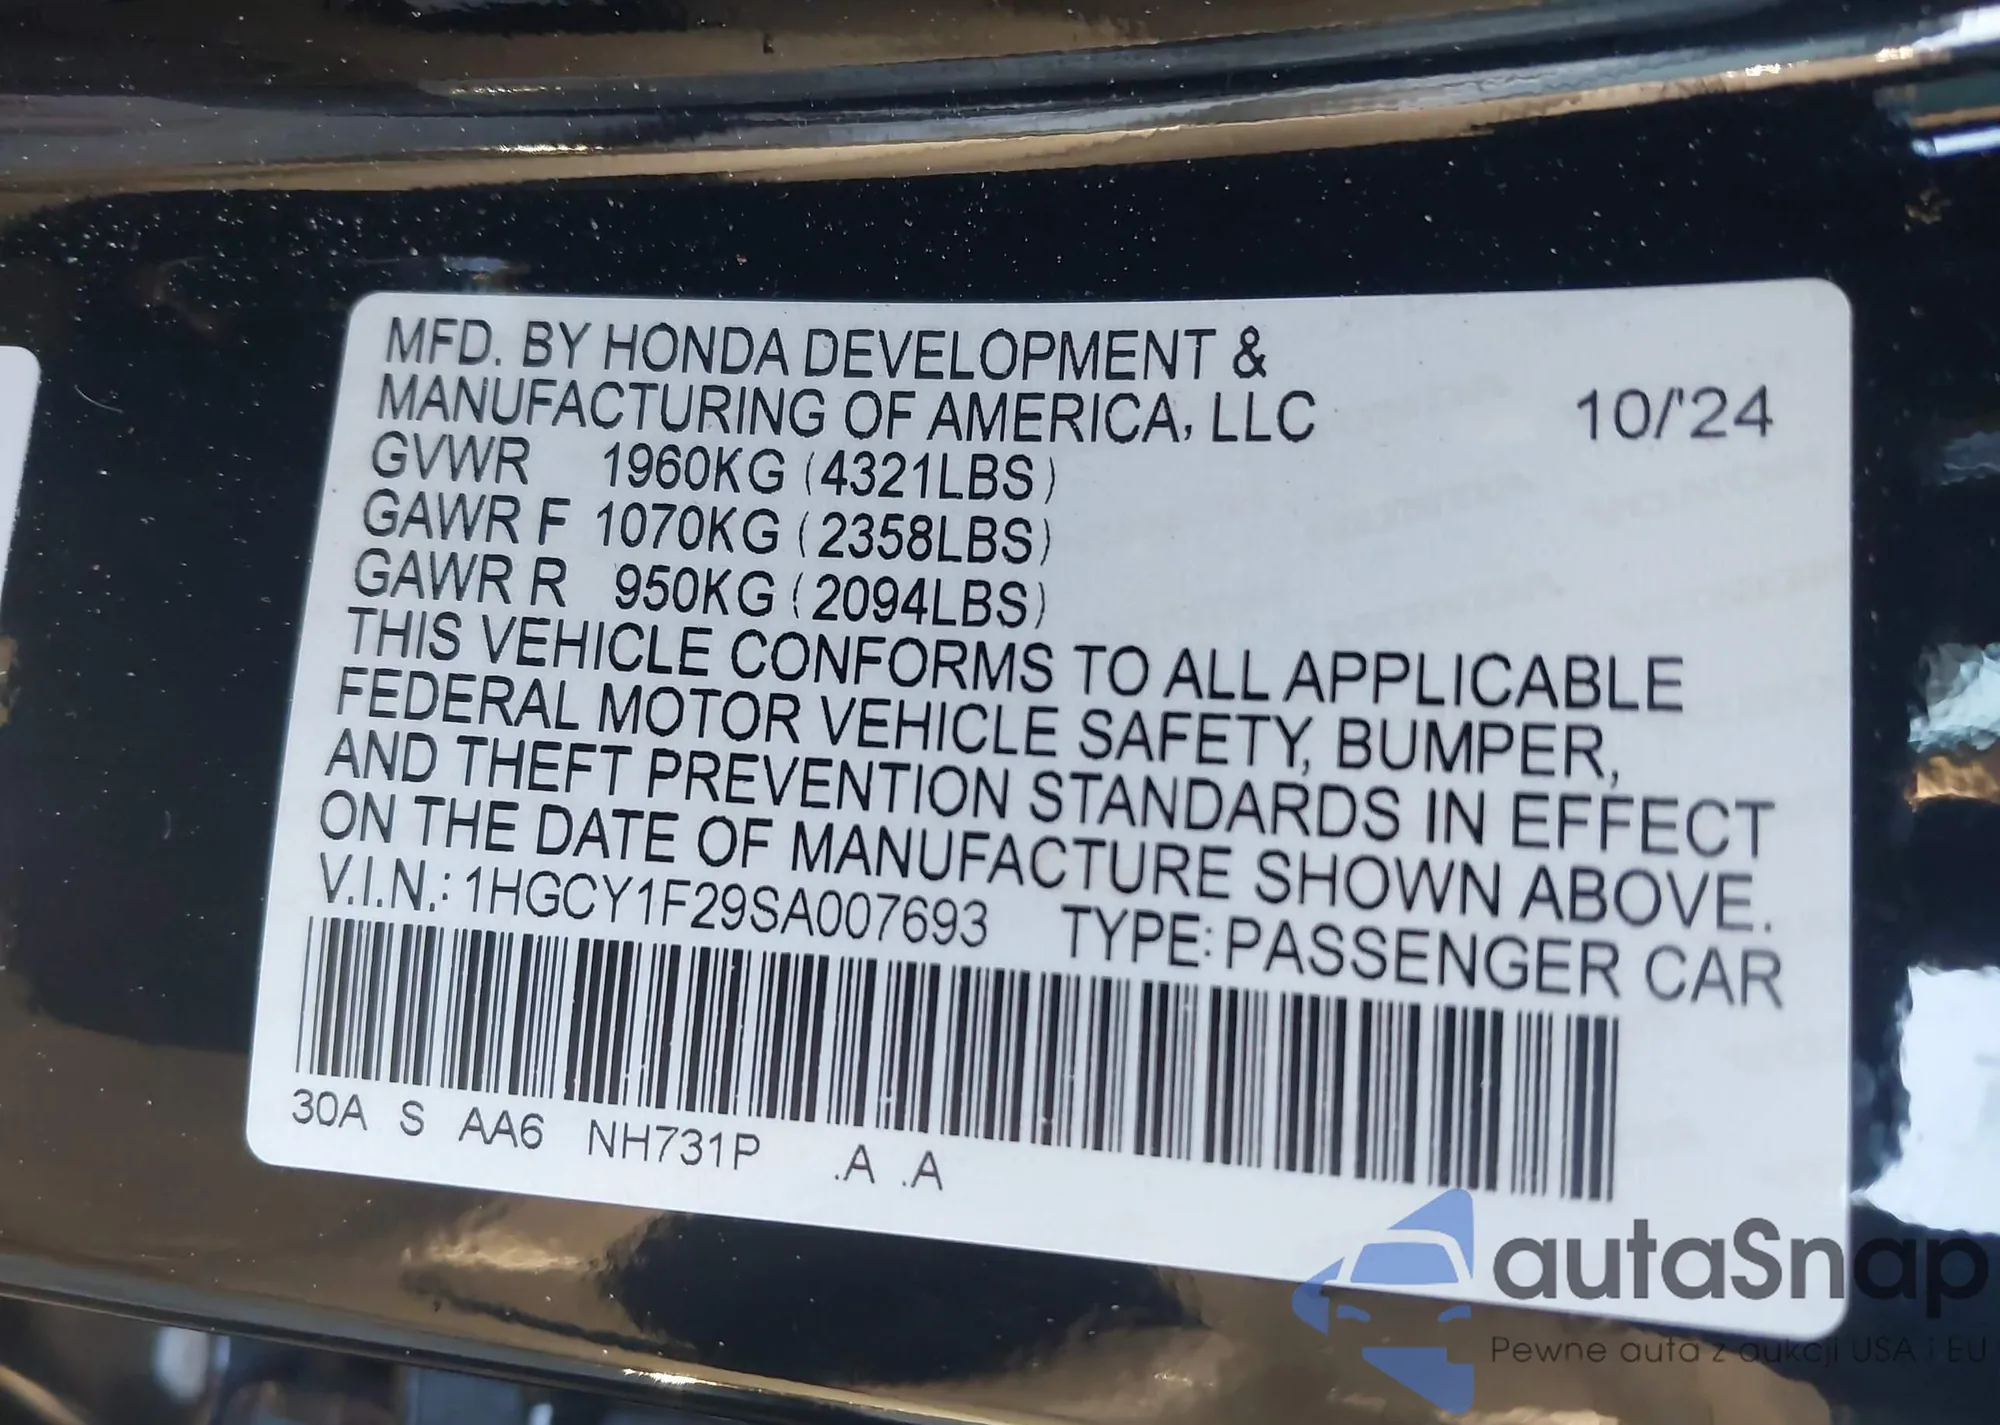 MFD. BY HONDA DEVELOPMENT &
MANUFACTURING OF AMERICA, LLC 10/'24
GVWR 1960KG (4321LBS)
GAWR F 1070KG (2358LBS)
GAWR R 950KG (2094LBS)
THIS VEHICLE CONFORMS TO ALL APPLICABLE
FEDERAL MOTOR VEHICLE SAFETY, BUMPER,
AND THEFT PREVENTION STANDARDS IN EFFECT
ON THE DATE OF MANUFACTURE SHOWN ABOVE.
V.I.N.: 1HGCY1F29SA007693 TYPE: PASSENGER CAR
30A S AA6 NH731P .A .A
autaSnap
Pewne auta z aukcji USA i EU